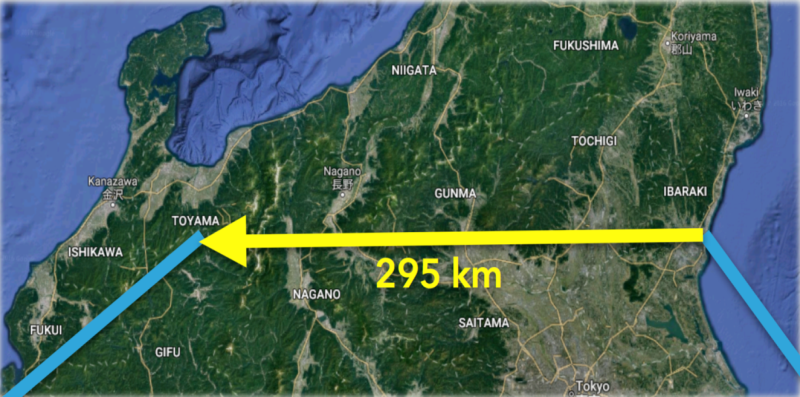 FUKUSHIMA
Koriyama
郡山
NIIGATA
Iwaki
いわき
TOCHIGI
Nagano
長野
Kanazawa
金沢
GUNMA
IBARAKI
TOYAMA
ISHIKAWA
295 km
NAGANO
SAITAMA
FUKUI
GIFU
Tokyo